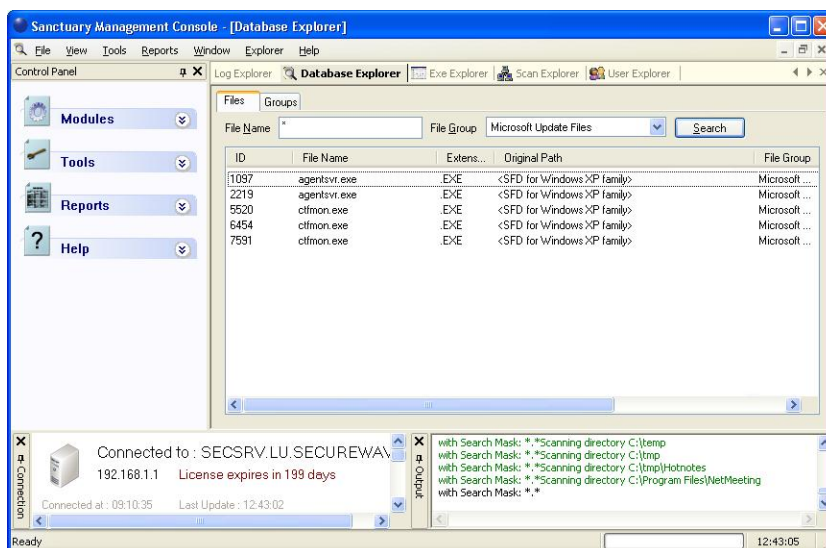 Sanctuary Management Console - [Database Explorer]
File View Tools Reports Window Explorer Help
Control Panel
Log Explorer Database Explorer Exe Explorer Scan Explorer User Explorer
Modules
Tools
Reports
Help
Files Groups
File Name * File Group Microsoft Update Files Search
ID File Name Extens... Original Path File Group
1097 agentsvr.exe .EXE <SFD for Windows XP family> Microsoft ...
2219 agentsvr.exe .EXE <SFD for Windows XP family> Microsoft ...
5520 ctfmon.exe .EXE <SFD for Windows XP family> Microsoft ...
6454 ctfmon.exe .EXE <SFD for Windows XP family> Microsoft ...
7591 ctfmon.exe .EXE <SFD for Windows XP family> Microsoft ...
Connection
Connected to : SECSRV.LU.SECUREWAV
192.168.1.1 License expires in 199 days
Connected at : 09:10:35 Last Update : 12:43:02
Output
with Search Mask: *.*Scanning directory C:\temp
with Search Mask: *.*Scanning directory C:\tmp
with Search Mask: *.*Scanning directory C:\tmp\Hotnotes
with Search Mask: *.*Scanning directory C:\Program Files\NetMeeting
with Search Mask: *.*
Ready 12:43:05